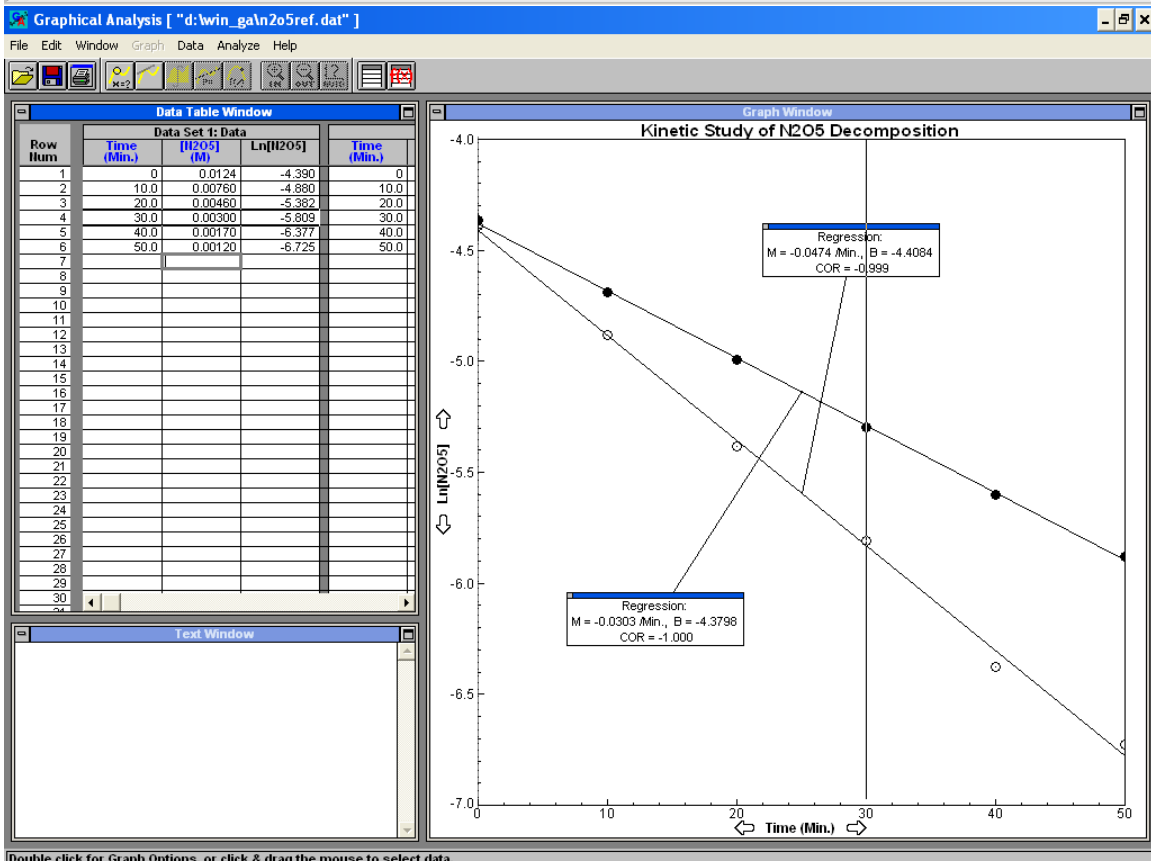 Graphical Analysis [ "d:\win_ga\n2o5ref.dat" ]
File Edit Window Graph Data Analyze Help
X=?
IN OUT
Data Table Window
Data Set 1: Data
Row Num Time (Min.) [N2O5] (M) Ln[N2O5] Time (Min.)
1 0 0.0124 -4.390 0
2 10.0 0.00760 -4.880 10.0
3 20.0 0.00460 -5.382 20.0
4 30.0 0.00300 -5.809 30.0
5 40.0 0.00170 -6.377 40.0
6 50.0 0.00120 -6.725 50.0
7
8
9
10
11
12
13
14
15
16
17
18
19
20
21
22
23
24
25
26
27
28
29
30
Text Window
Graph Window
Kinetic Study of N2O5 Decomposition
-4.0
-4.5
-5.0
-5.5
-6.0
-6.5
-7.0
Ln[N2O5]
Regression:
M = -0.0474 /Min., B = -4.4084
COR = -0.999
Regression:
M = -0.0303 /Min., B = -4.3798
COR = -1.000
0 10 20 30 40 50
Time (Min.)
Double click for Graph Options, or click & drag the mouse to select data